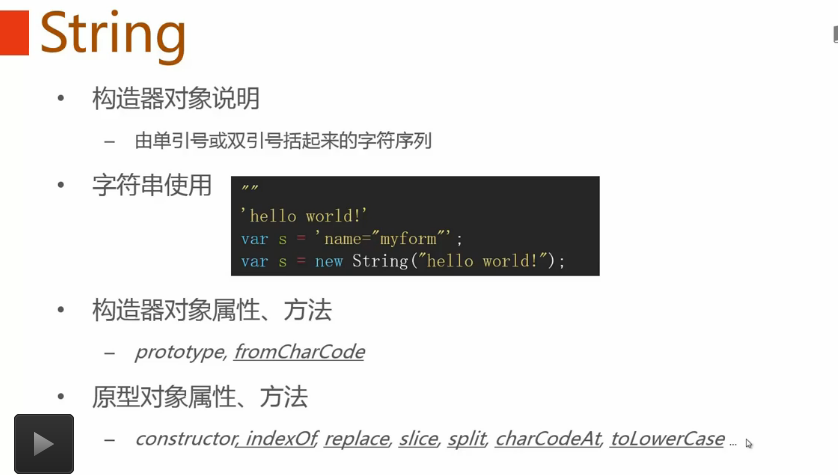 String
• 构造器对象说明
– 由单引号或双引号括起来的字符序列
• 字符串使用
""
'hello world!'
var s = 'name="myform"';
var s = new String("hello world!");
• 构造器对象属性、方法
– prototype, fromCharCode
• 原型对象属性、方法
– constructor, indexOf, replace, slice, split, charCodeAt, toLowerCase ...